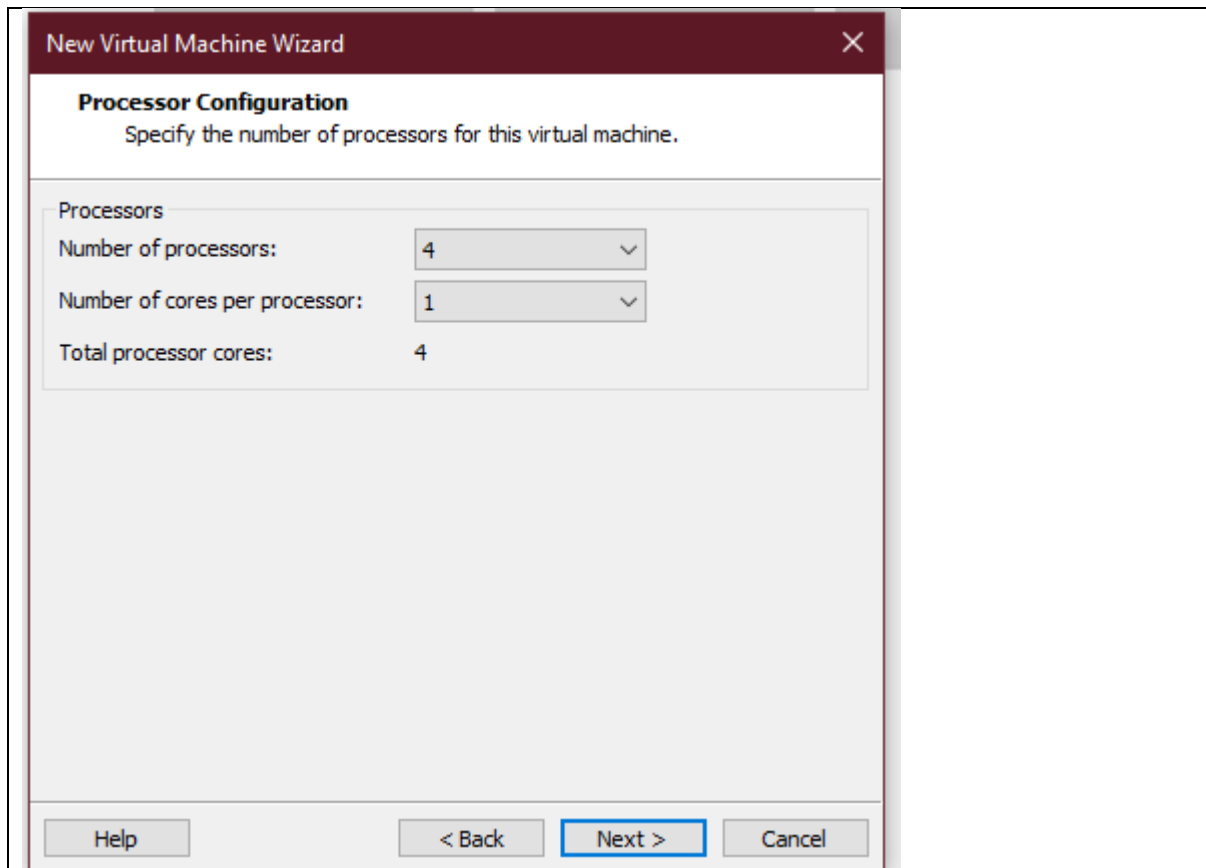 New Virtual Machine Wizard
Processor Configuration
Specify the number of processors for this virtual machine.
Processors
Number of processors: 4
Number of cores per processor: 1
Total processor cores: 4
Help < Back Next > Cancel